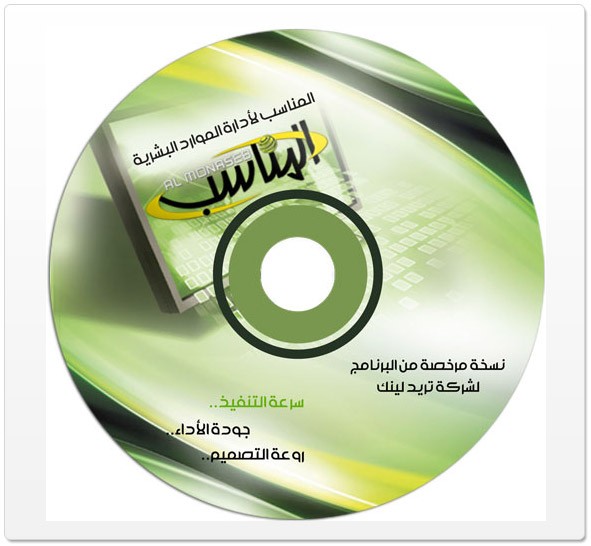 المناسب لأدارة الموارد البشرية
المناسب
AL MONASEB
نسخة مرخصة من البرنامج
لشركة تريد لينك
سرعة التنفيذ..
جودة الأداء..
روعة التصميم..